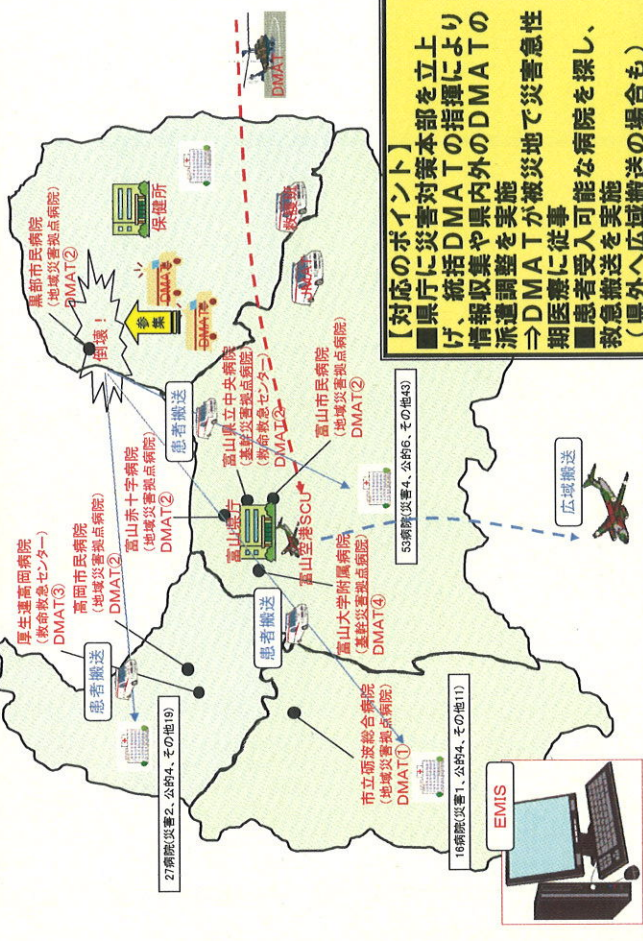 厚生連高岡病院
(救命救急センター)
DMAT③
高岡市民病院
(地域災害拠点病院)
DMAT②
富山赤十字病院
(地域災害拠点病院)
DMAT②
黒部市民病院
(地域災害拠点病院)
DMAT②
倒壊!
参集
DMAT
DMAT
保健所
患者搬送
27病院(災害2、公的4、その他19)
患者搬送
富山県庁
富山県立中央病院
(基幹災害拠点病院)
(救命救急センター)
DMAT②
富山市民病院
(地域災害拠点病院)
DMAT②
JMAT
救護班
DMAT
富山空港SCU
患者搬送
富山大学附属病院
(基幹災害拠点病院)
DMAT④
53病院(災害4、公的6、その他43)
市立砺波総合病院
(地域災害拠点病院)
DMAT①
16病院(災害1、公的4、その他11)
広域搬送
EMIS
【対応のポイント】
■県庁に災害対策本部を立上
げ、統括DMATの指揮により
情報収集や県内外のDMATの
派遣調整を実施
⇒DMATが被災地で災害急性
期医療に従事
■患者受入可能な病院を探し、
救急搬送を実施
(県外へ広域搬送の場合も)